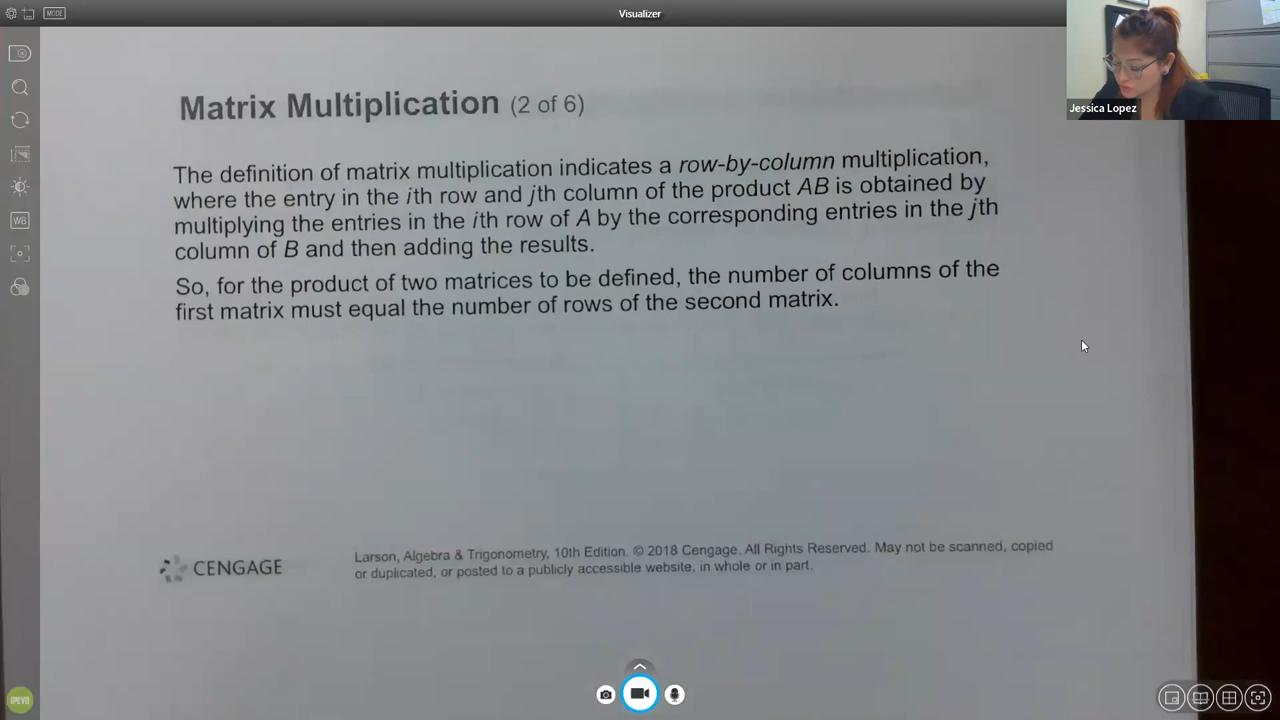 MODE
Visualizer
Jessica Lopez
Matrix Multiplication (2 of 6)
The definition of matrix multiplication indicates a row-by-column multiplication,
where the entry in the ith row and jth column of the product AB is obtained by
multiplying the entries in the ith row of A by the corresponding entries in the jth
column of B and then adding the results.
So, for the product of two matrices to be defined, the number of columns of the
first matrix must equal the number of rows of the second matrix.
WB
CENGAGE
Larson, Algebra & Trigonometry, 10th Edition. © 2018 Cengage. All Rights Reserved. May not be scanned, copied
or duplicated, or posted to a publicly accessible website, in whole or in part.
IPEVO